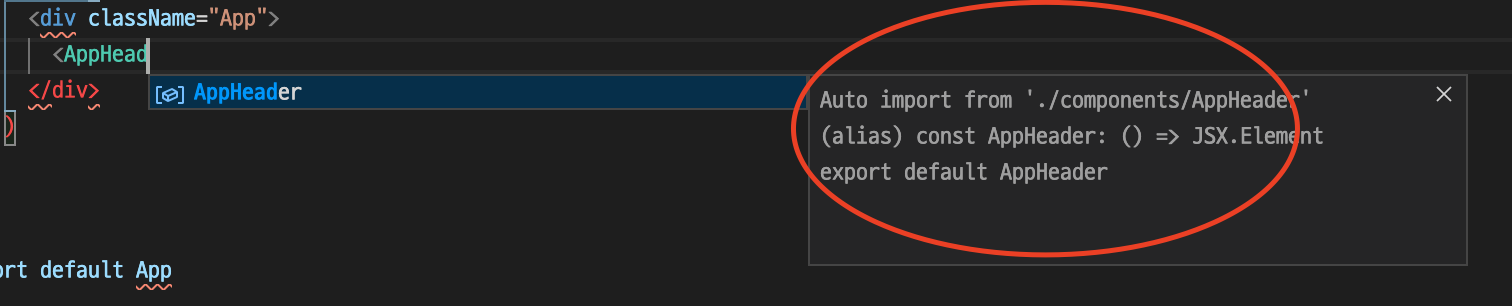 <div className="App">
<AppHead
</div>
AppHeader
)
Auto import from './components/AppHeader'
(alias) const AppHeader: () => JSX.Element
export default AppHeader
ort default App